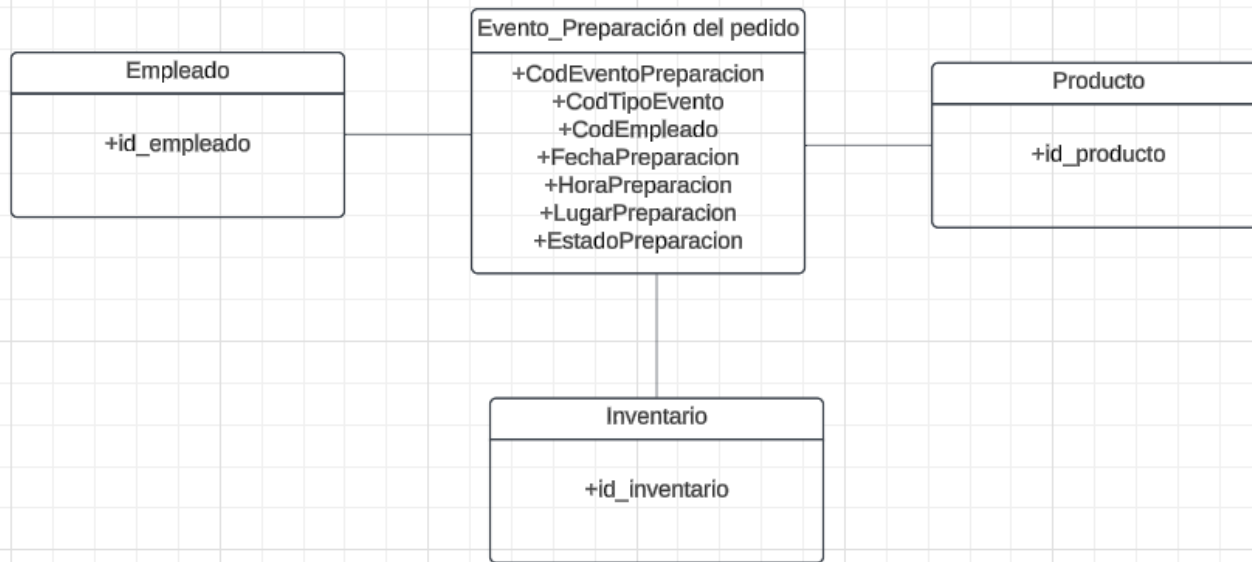 Empleado
+id_empleado
Evento_Preparación del pedido
+CodEventoPreparacion
+CodTipoEvento
+CodEmpleado
+FechaPreparacion
+HoraPreparacion
+LugarPreparacion
+EstadoPreparacion
Producto
+id_producto
Inventario
+id_inventario